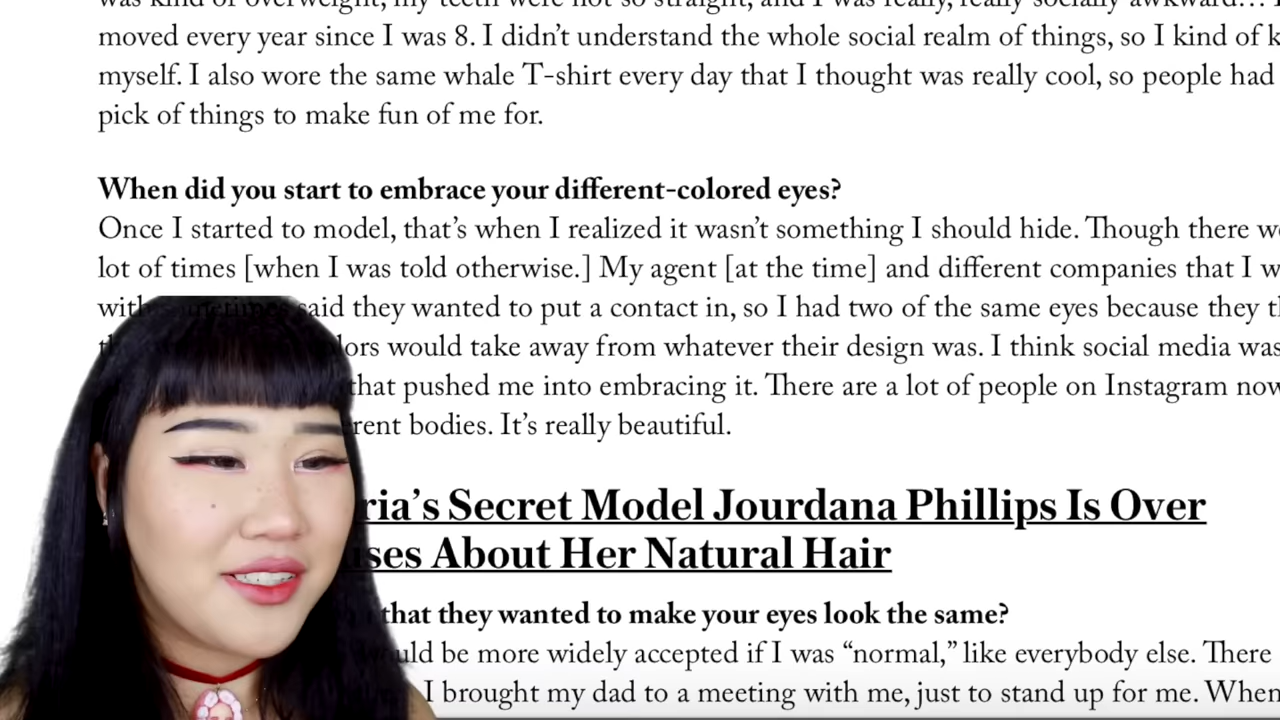 was kind of overweight, my teeth were not so straight, and I was really, really socially awkward…
moved every year since I was 8. I didn’t understand the whole social realm of things, so I kind of
myself. I also wore the same whale T-shirt every day that I thought was really cool, so people had
pick of things to make fun of me for.
When did you start to embrace your different-colored eyes?
Once I started to model, that’s when I realized it wasn’t something I should hide. Though there
lot of times [when I was told otherwise.] My agent [at the time] and different companies that I
with sometimes said they wanted to put a contact in, so I had two of the same eyes because they
would take away from whatever their design was. I think social media was
that pushed me into embracing it. There are a lot of people on Instagram now
bodies. It’s really beautiful.
Secret Model Jourdana Phillips Is Over
About Her Natural Hair
that they wanted to make your eyes look the same?
be more widely accepted if I was “normal,” like everybody else. There
I brought my dad to a meeting with me, just to stand up for me. When